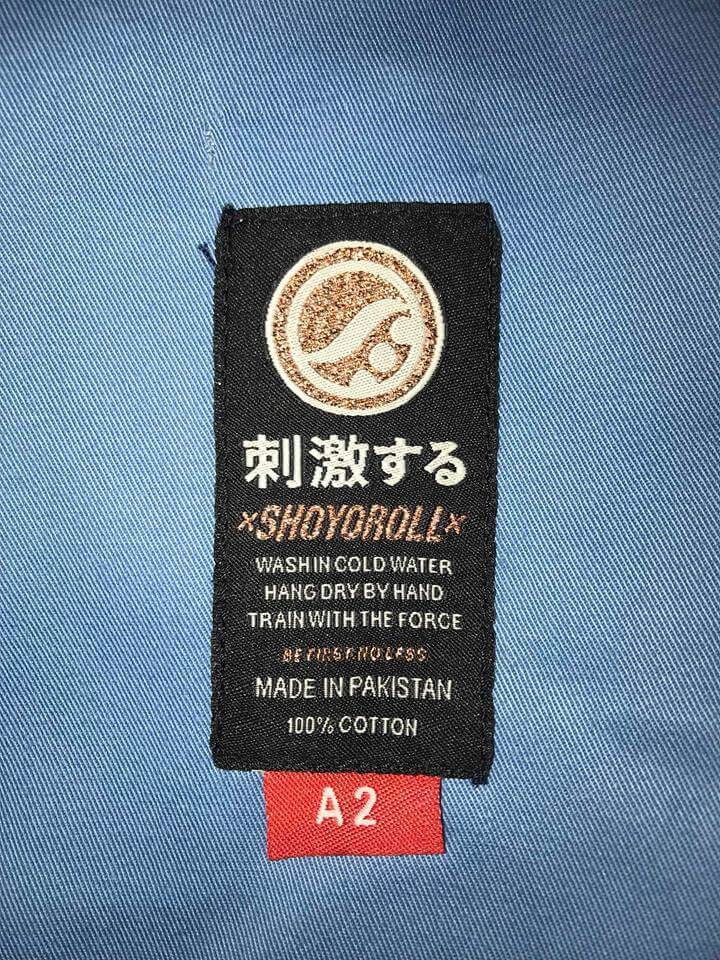 刺激する
×SHOYOROLL×
WASH IN COLD WATER
HANG DRY BY HAND
TRAIN WITH THE FORCE
BE FIRST.NO LESS
MADE IN PAKISTAN
100% COTTON
A2